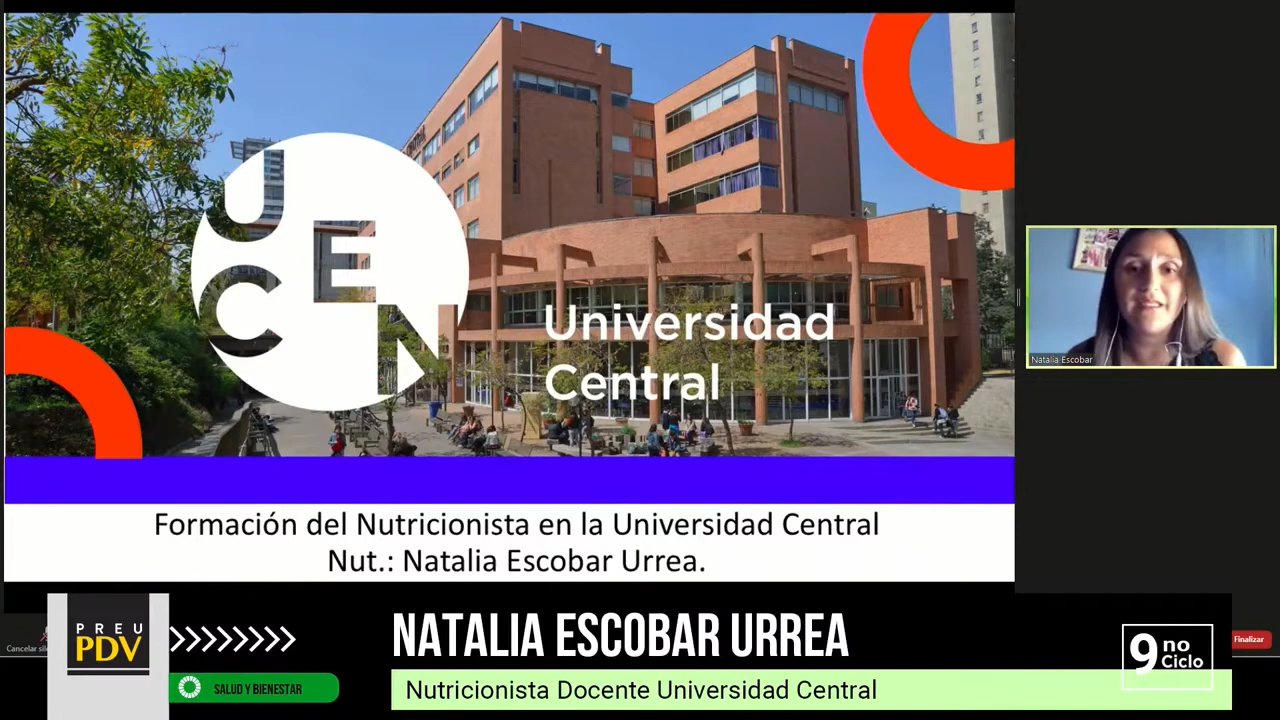 UCEN
Universidad
Central
Natalia Escobar
Formación del Nutricionista en la Universidad Central
Nut.: Natalia Escobar Urrea.
Finalizar
PREU
PDV
NATALIA ESCOBAR URREA
9 no
Ciclo
SALUD Y BIENESTAR
Nutricionista Docente Universidad Central
Cancelar